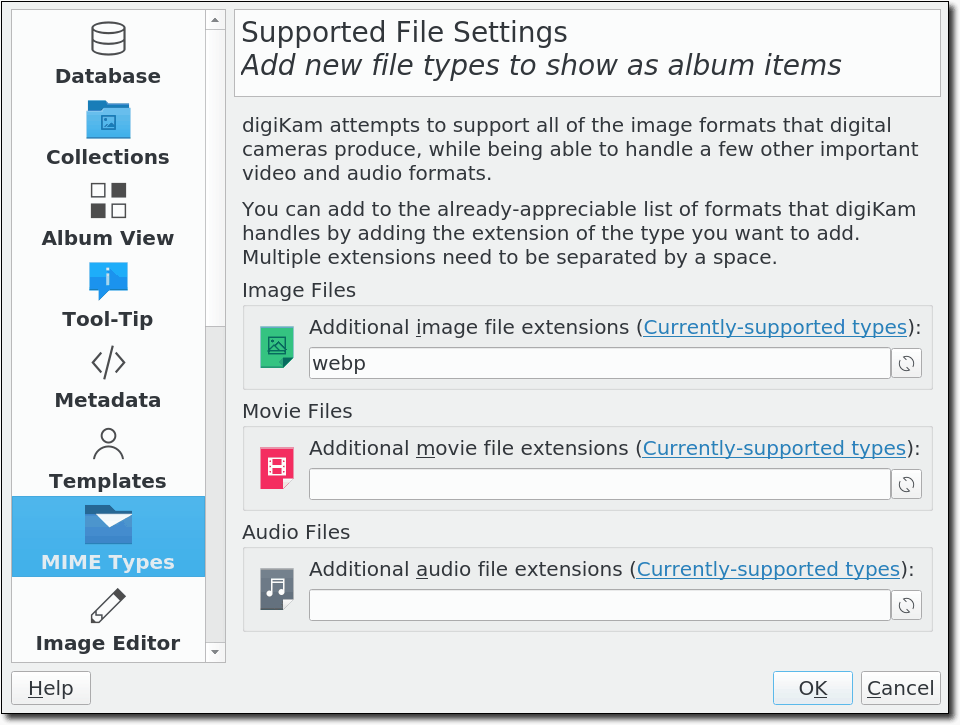 Database
Collections
Album View
Tool-Tip
Metadata
Templates
MIME Types
Image Editor
Supported File Settings
Add new file types to show as album items
digiKam attempts to support all of the image formats that digital
cameras produce, while being able to handle a few other important
video and audio formats.
You can add to the already-appreciable list of formats that digiKam
handles by adding the extension of the type you want to add.
Multiple extensions need to be separated by a space.
Image Files
Additional image file extensions (Currently-supported types):
webp
Movie Files
Additional movie file extensions (Currently-supported types):
Audio Files
Additional audio file extensions (Currently-supported types):
Help
OK
Cancel